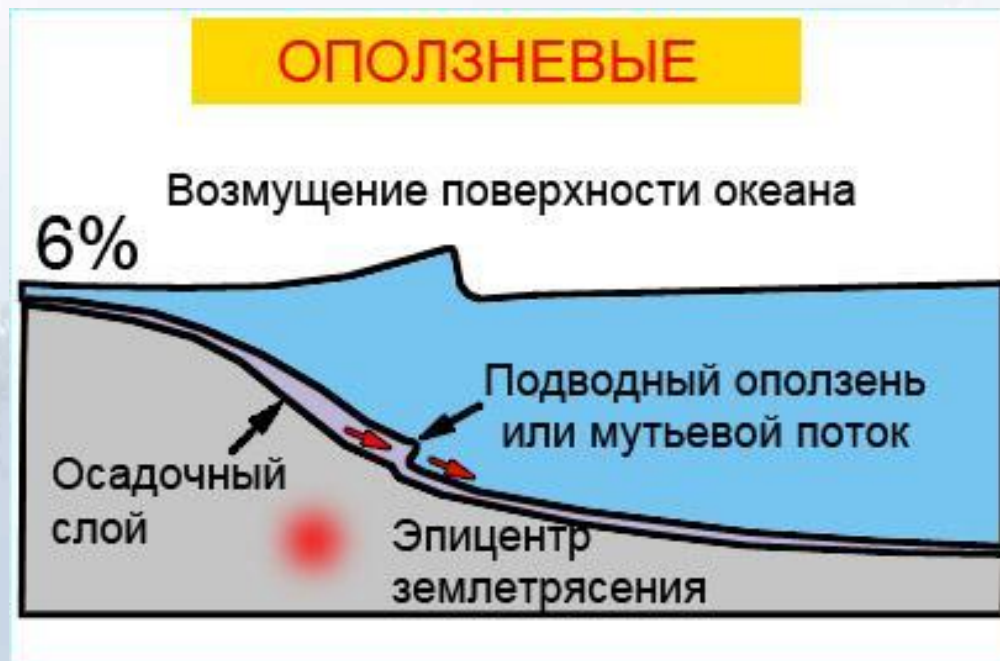 ОПОЛЗНЕВЫЕ
Возмущение поверхности океана
6%
Подводный оползень
или мутьевой поток
Осадочный
слой
Эпицентр
землетрясения